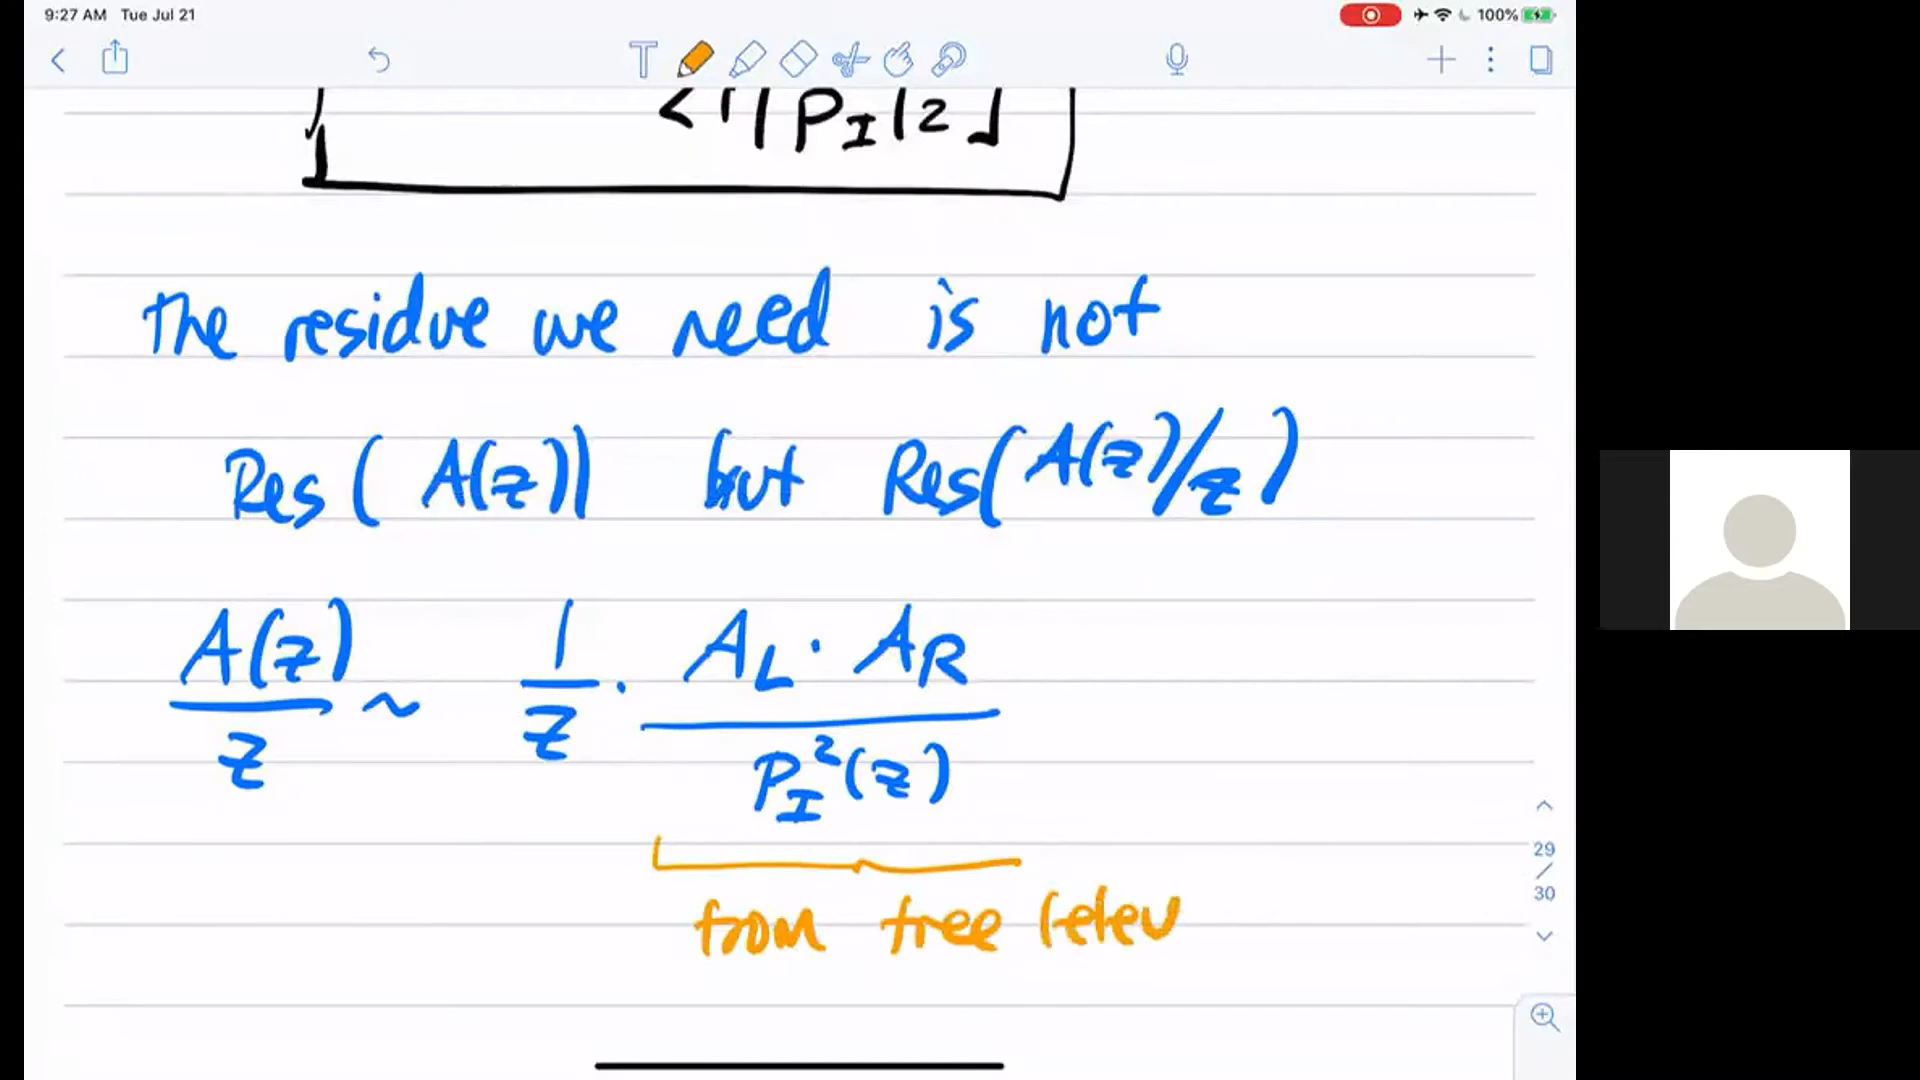 9:27 AM Tue Jul 21
100%
T
<1|P_I|2]
The residue we need is not
Res(A(z)) but Res(A(z)/z)
A(z)/z ~ 1/z · A_L · A_R / P_I^2(z)
from tree
29
/
30